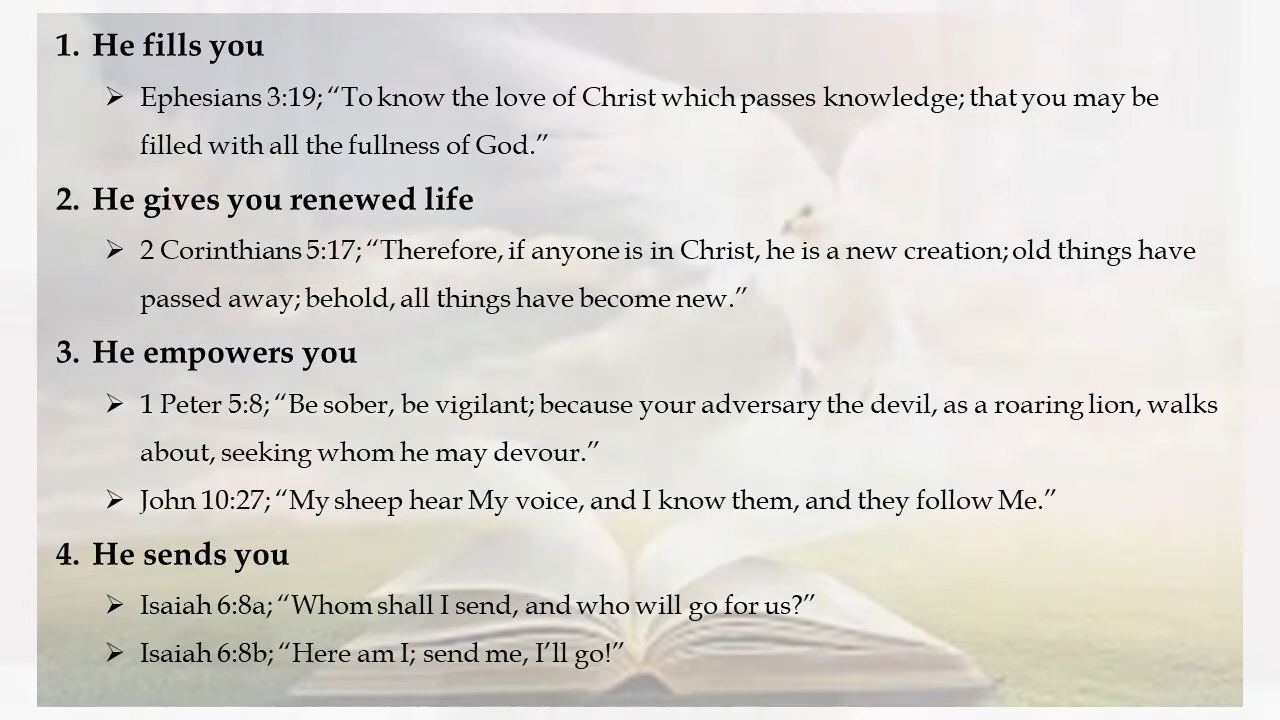 1. He fills you
➢ Ephesians 3:19; “To know the love of Christ which passes knowledge; that you may be
filled with all the fullness of God.”
2. He gives you renewed life
➢ 2 Corinthians 5:17; “Therefore, if anyone is in Christ, he is a new creation; old things have
passed away; behold, all things have become new.”
3. He empowers you
➢ 1 Peter 5:8; “Be sober, be vigilant; because your adversary the devil, as a roaring lion, walks
about, seeking whom he may devour.”
➢ John 10:27; “My sheep hear My voice, and I know them, and they follow Me.”
4. He sends you
➢ Isaiah 6:8a; “Whom shall I send, and who will go for us?”
➢ Isaiah 6:8b; “Here am I; send me, I’ll go!”